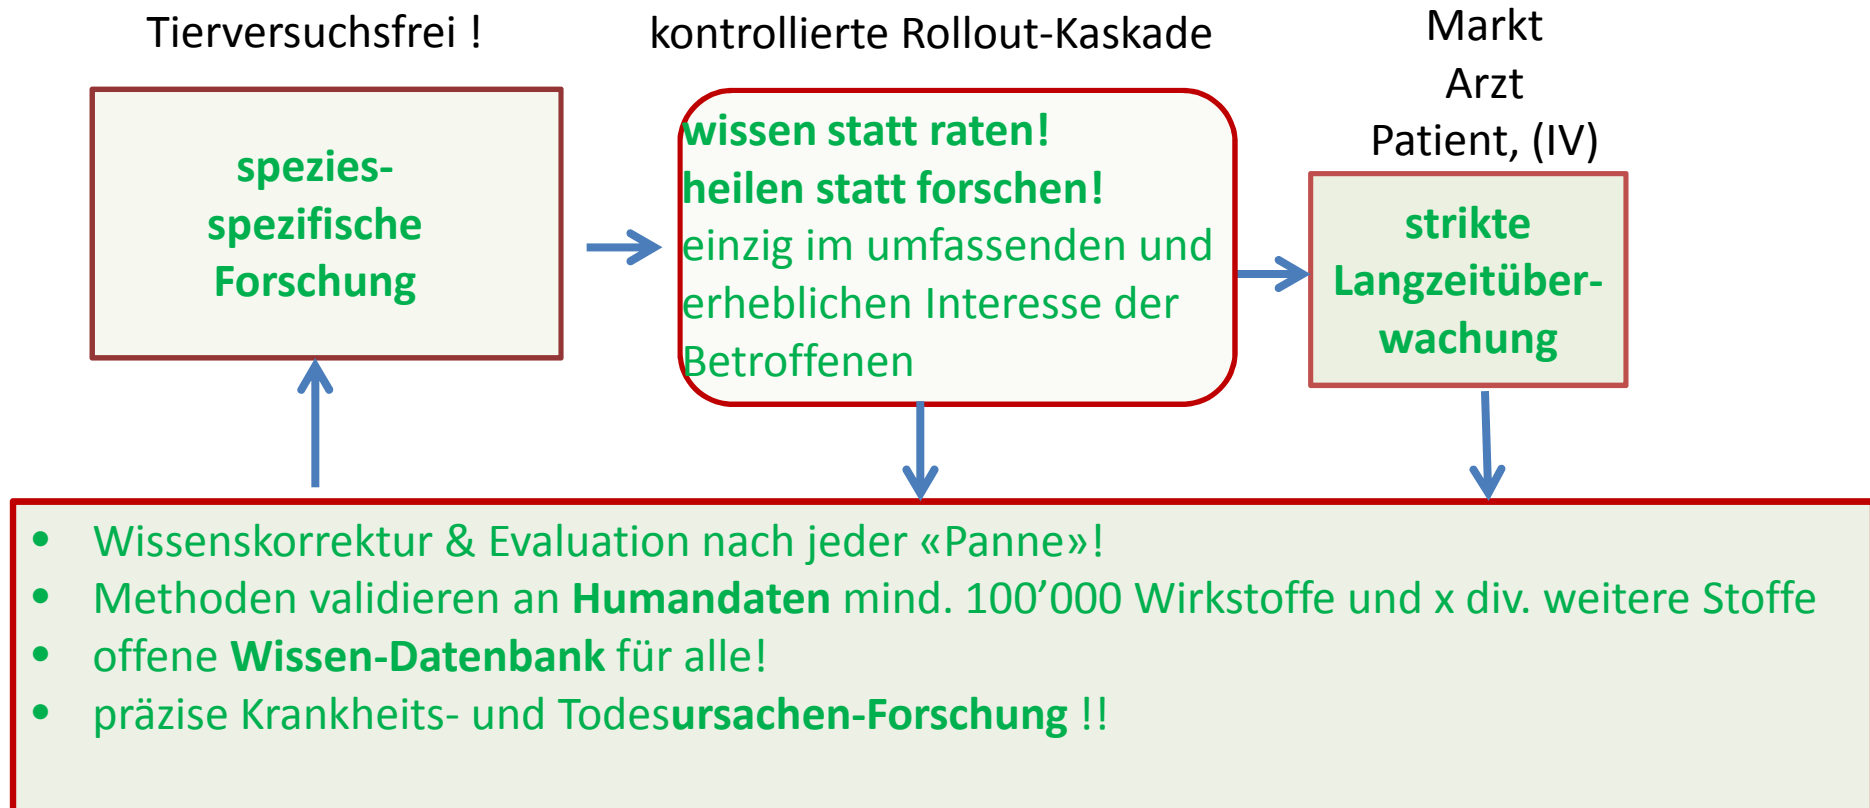 Tierversuchsfrei !
kontrollierte Rollout-Kaskade
Markt
Arzt
Patient, (IV)
spezies-
spezifische
Forschung
wissen statt raten!
heilen statt forschen!
einzig im umfassenden und
erheblichen Interesse der
Betroffenen
strikte
Langzeitüber-
wachung
• Wissenskorrektur & Evaluation nach jeder «Panne»!
• Methoden validieren an Humandaten mind. 100’000 Wirkstoffe und x div. weitere Stoffe
• offene Wissen-Datenbank für alle!
• präzise Krankheits- und Todesursachen-Forschung !!